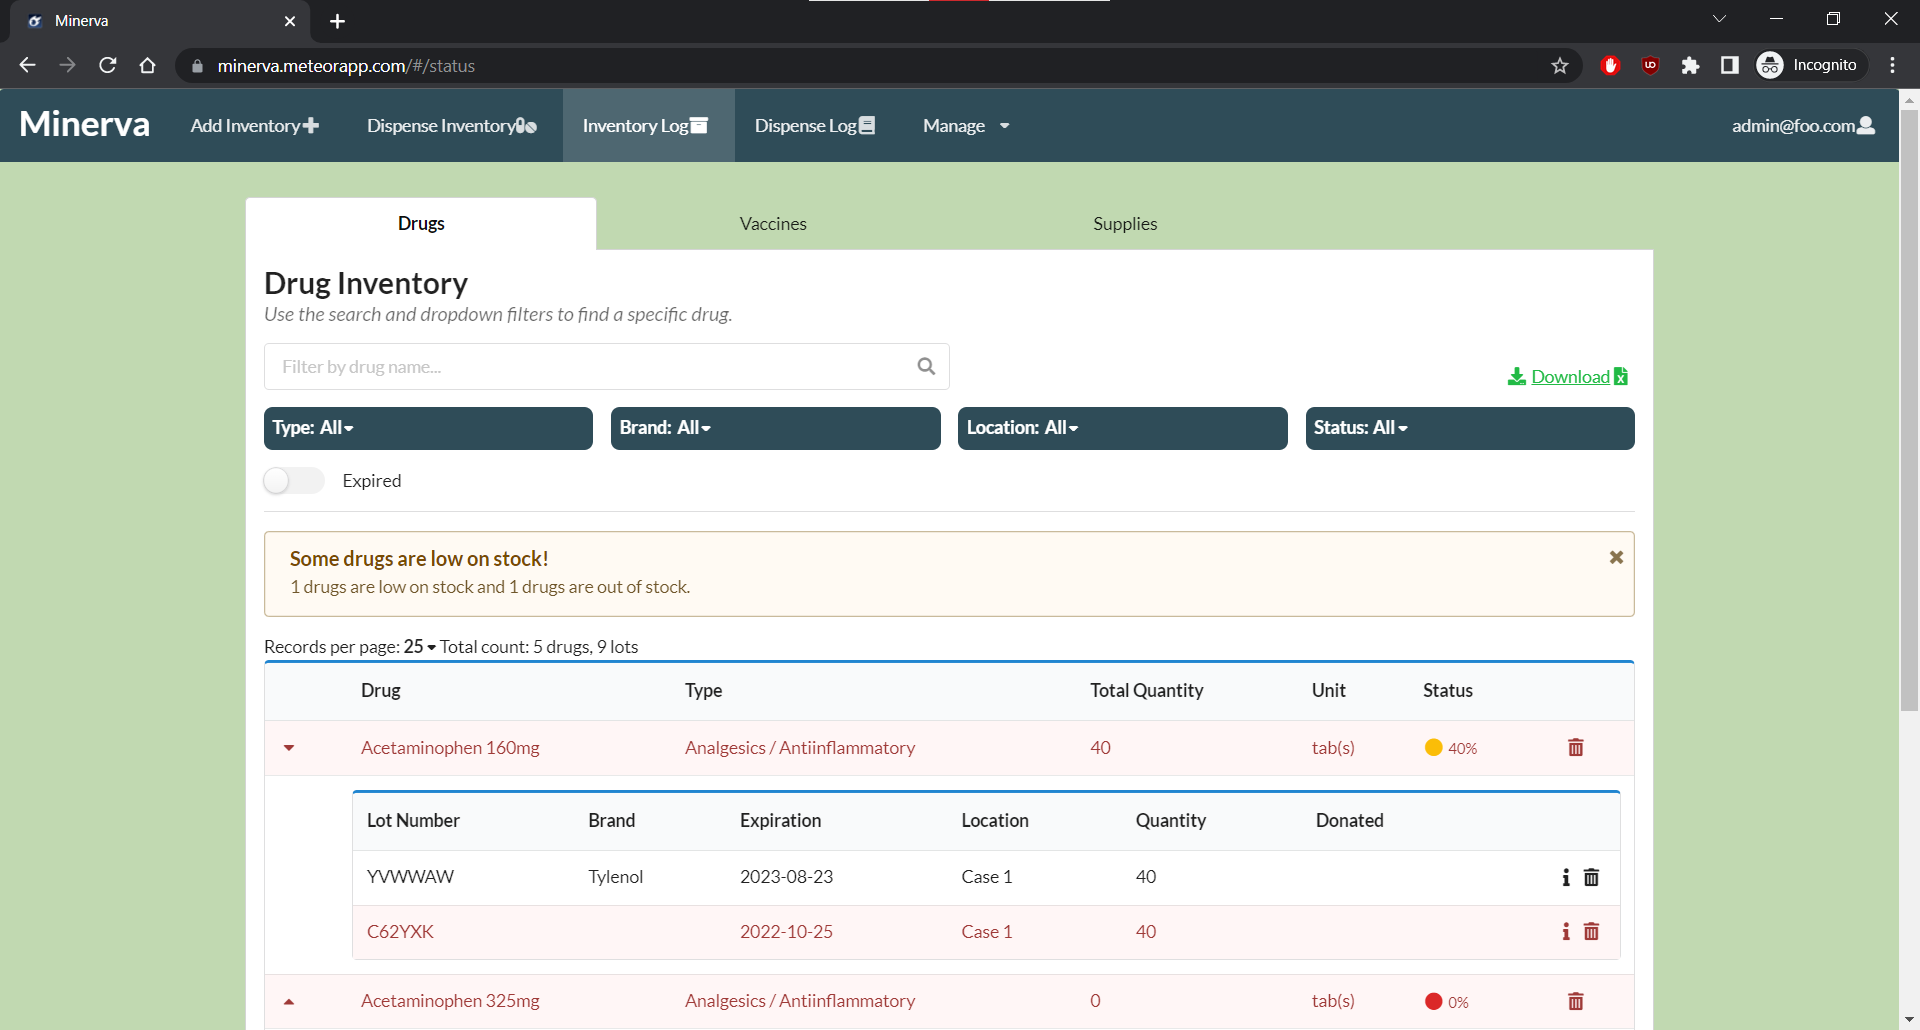 Minerva
minerva.meteorapp.com/#/status
Incognito
Minerva Add Inventory Dispense Inventory Inventory Log Dispense Log Manage admin@foo.com
Drugs Vaccines Supplies
Drug Inventory
Use the search and dropdown filters to find a specific drug.
Filter by drug name...
Download
Type: All Brand: All Location: All Status: All
Expired
Some drugs are low on stock!
1 drugs are low on stock and 1 drugs are out of stock.
Records per page: 25 Total count: 5 drugs, 9 lots
Drug Type Total Quantity Unit Status
Acetaminophen 160mg Analgesics / Antiinflammatory 40 tab(s) 40%
Lot Number Brand Expiration Location Quantity Donated
YVWWAW Tylenol 2023-08-23 Case 1 40
C62YXK 2022-10-25 Case 1 40
Acetaminophen 325mg Analgesics / Antiinflammatory 0 tab(s) 0%